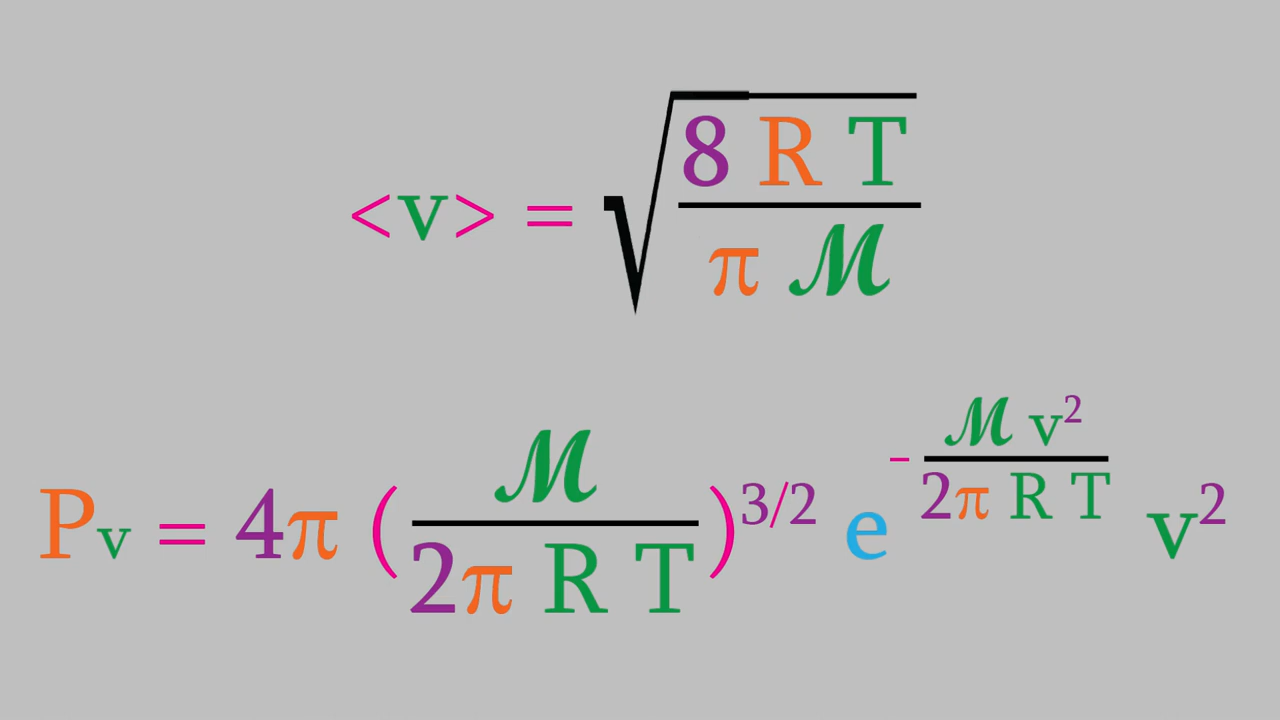 <v> = √(8 R T / π ℳ)
Pv = 4π (ℳ / 2π R T)^3/2 e^(- ℳ v² / 2π R T) v²